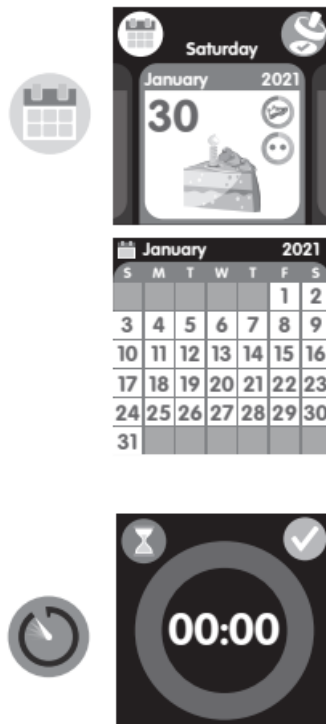 Saturday
January 2021
30
January 2021
S M T W T F S
1 2
3 4 5 6 7 8 9
10 11 12 13 14 15 16
17 18 19 20 21 22 23
24 25 26 27 28 29 30
31
00:00